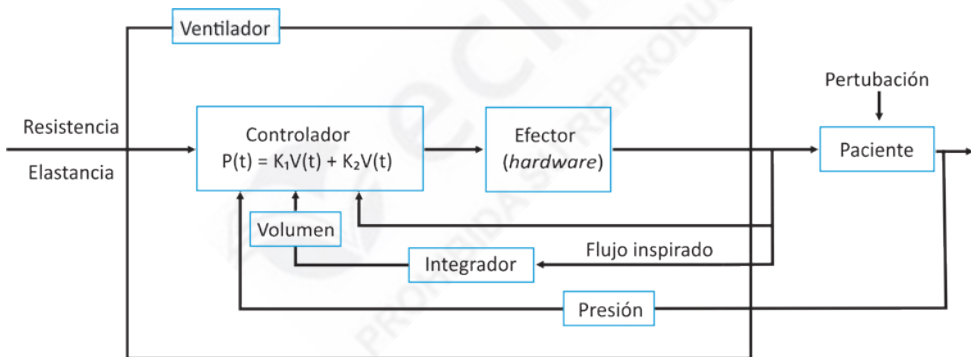 Ventilador
Pertubación
Resistencia
Elastancia
Controlador
P(t) = K₁V(t) + K₂V(t)
Efector
(hardware)
Paciente
Volumen
Integrador
Flujo inspirado
Presión